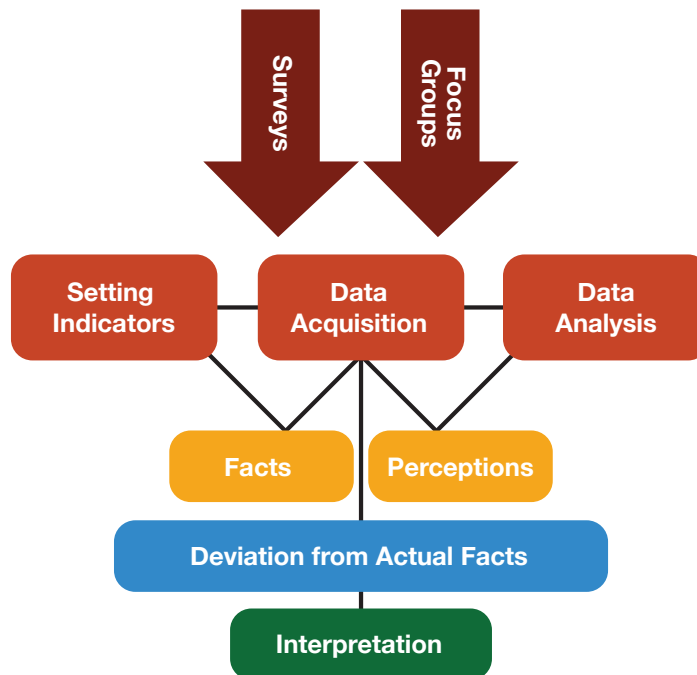 Surveys
Focus
Groups
Setting
Indicators
Data
Acquisition
Data
Analysis
Facts
Perceptions
Deviation from Actual Facts
Interpretation